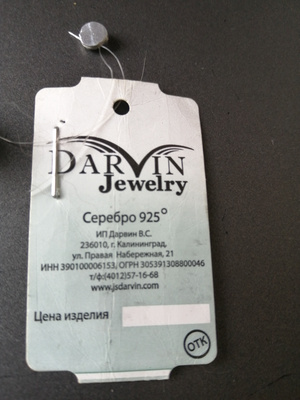 DARVIN
Jewelry
Серебро 925°
ИП Дарвин В.С.
236010, г. Калининград,
ул. Правая Набережная, 21
ИНН 390100006153, ОГРН 305391308800046
т/ф:(4012)57-16-68
www.jsdarvin.com
Цена изделия
ОТК